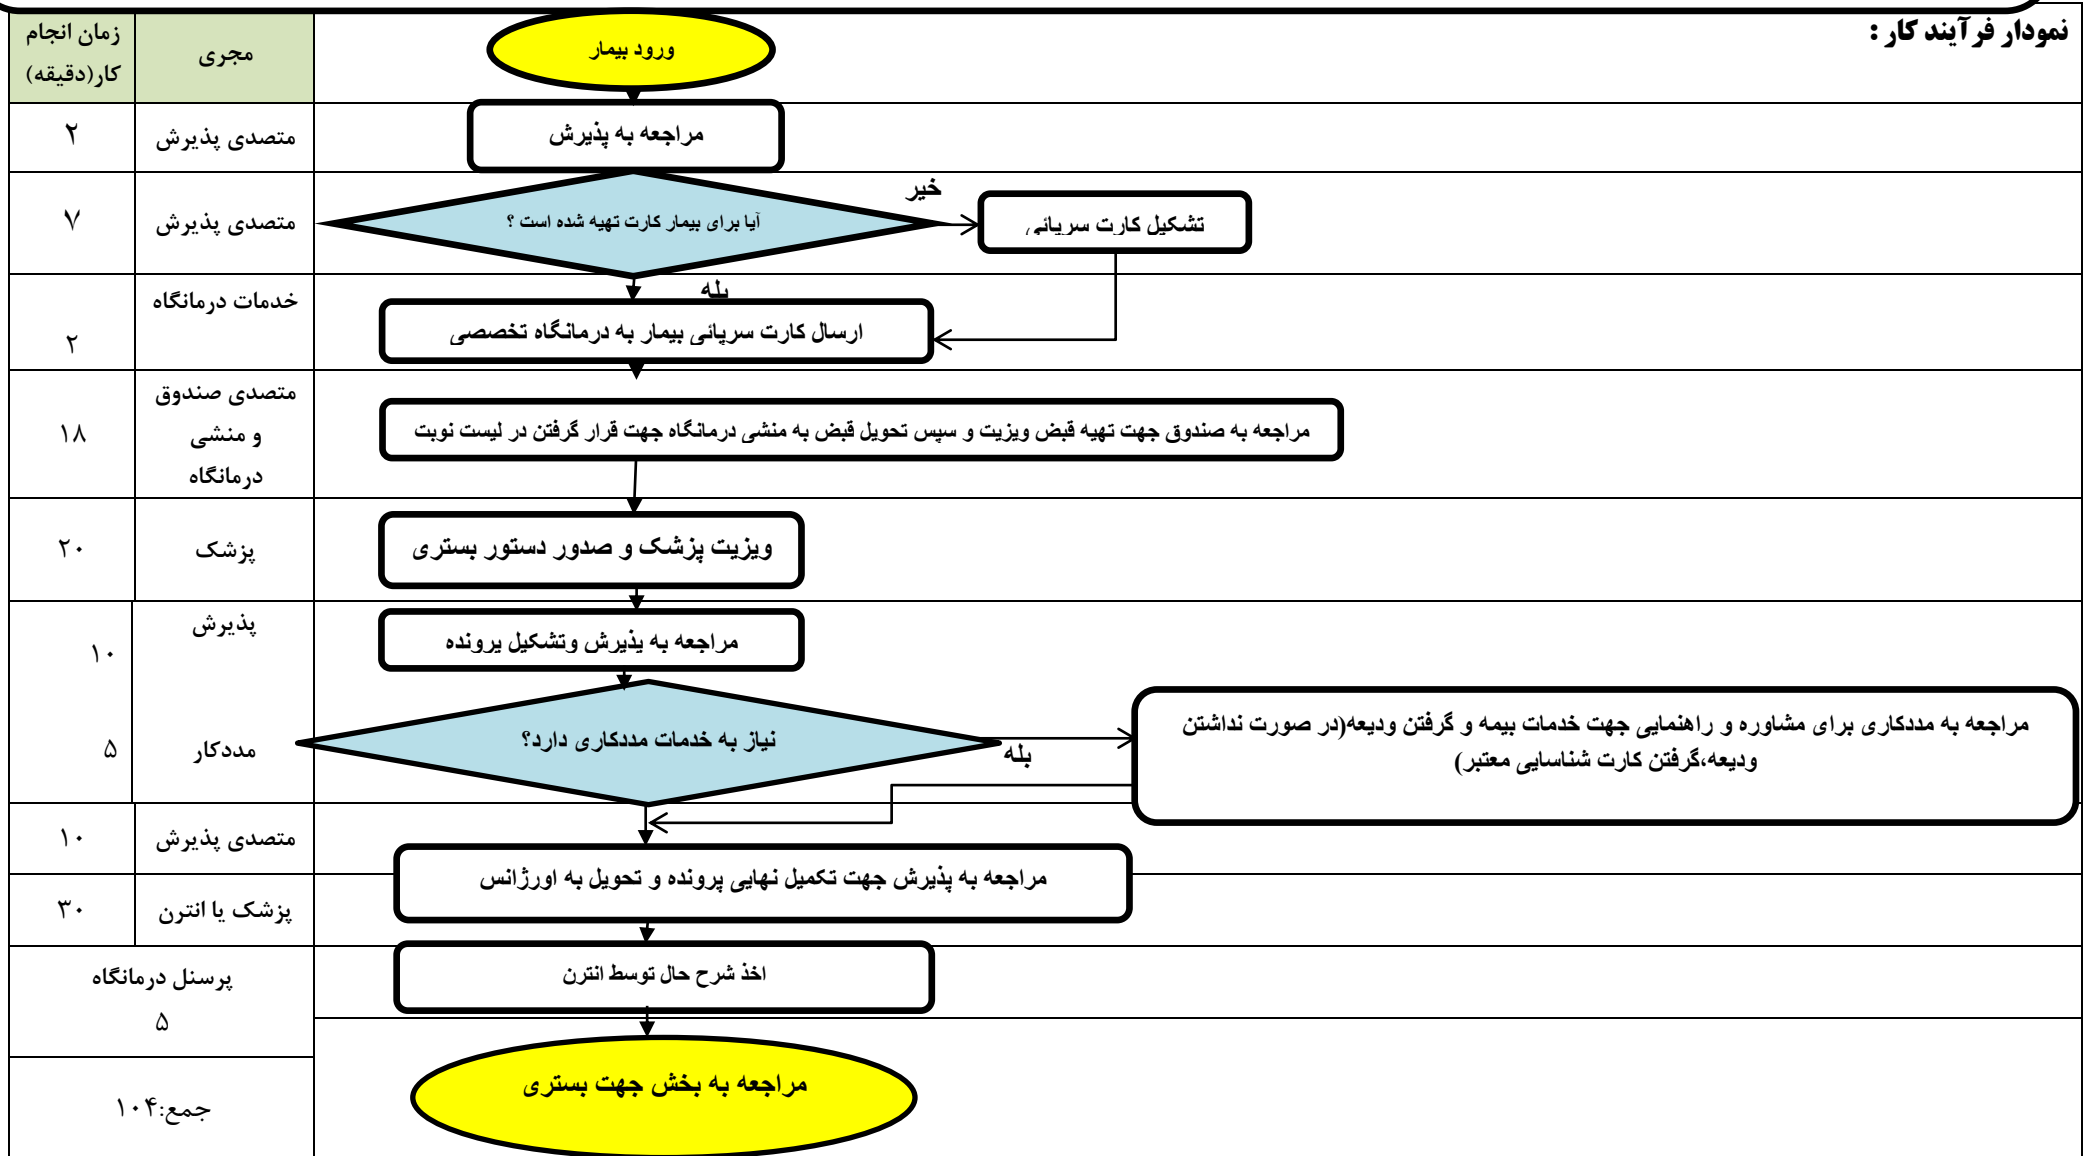 نمودار فرآیند کار :
ورود بیمار
مجری
زمان انجام
کار(دقیقه)
مراجعه به پذیرش
متصدی پذیرش
۲
آیا برای بیمار کارت تهیه شده است ؟
خیر
تشکیل کارت سرپائی
متصدی پذیرش
۷
بله
ارسال کارت سرپائی بیمار به درمانگاه تخصصی
خدمات درمانگاه
۲
مراجعه به صندوق جهت تهیه قبض ویزیت و سپس تحویل قبض به منشی درمانگاه جهت قرار گرفتن در لیست نوبت
متصدی صندوق
و منشی
درمانگاه
۱۸
ویزیت پزشک و صدور دستور بستری
پزشک
۲۰
مراجعه به پذیرش وتشکیل پرونده
پذیرش
۱۰
نیاز به خدمات مددکاری دارد؟
بله
مراجعه به مددکاری برای مشاوره و راهنمایی جهت خدمات بیمه و گرفتن ودیعه(در صورت نداشتن
ودیعه،گرفتن کارت شناسایی معتبر)
مددکار
۵
مراجعه به پذیرش جهت تکمیل نهایی پرونده و تحویل به اورژانس
متصدی پذیرش
۱۰
پزشک یا انترن
۳۰
اخذ شرح حال توسط انترن
پرسنل درمانگاه
۵
مراجعه به بخش جهت بستری
جمع:۱۰۴